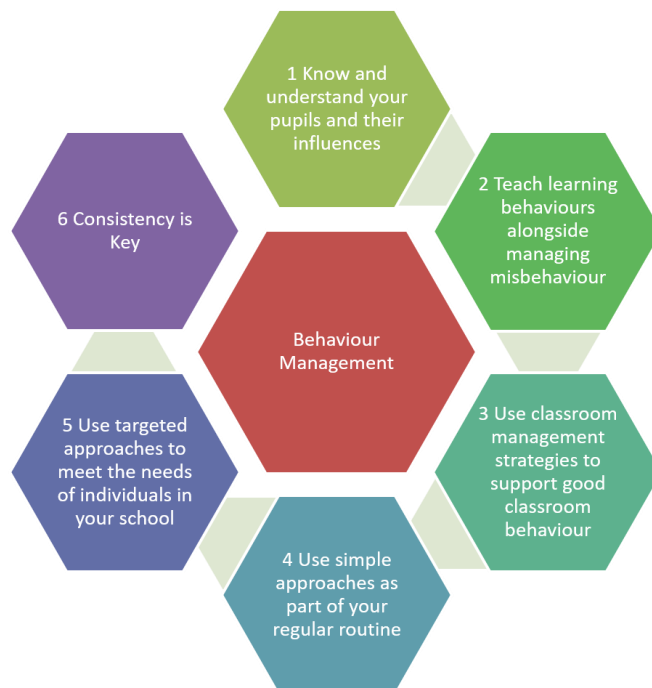 1 Know and
understand your
pupils and their
influences
2 Teach learning
behaviours
alongside
managing
misbehaviour
3 Use classroom
management
strategies to
support good
classroom
behaviour
4 Use simple
approaches as
part of your
regular routine
5 Use targeted
approaches to
meet the needs
of individuals in
your school
6 Consistency is
Key
Behaviour
Management